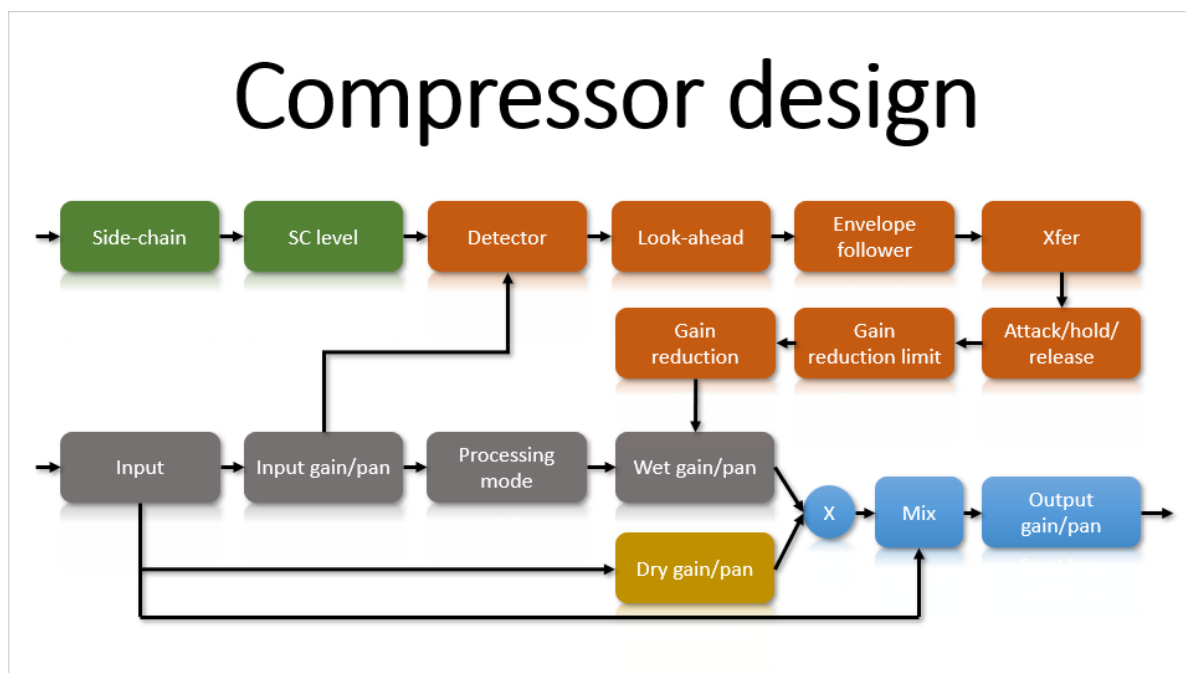 Compressor design
Side-chain
SC level
Detector
Look-ahead
Envelope
follower
Xfer
Gain
reduction
Gain
reduction limit
Attack/hold/
release
Input
Input gain/pan
Processing
mode
Wet gain/pan
X
Mix
Output
gain/pan
Dry gain/pan